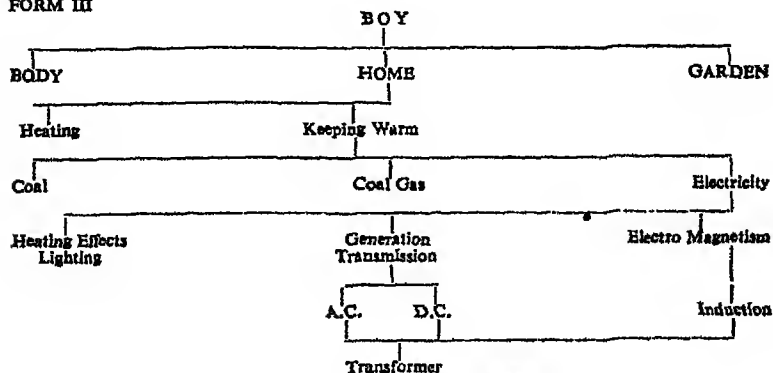 FORM III
BOY
BODY HOME GARDEN
Heating Keeping Warm
Coal Coal Gas Electricity
Heating Effects Generation Electro Magnetism
Lighting Transmission
A.C. D.C. Induction
Transformer